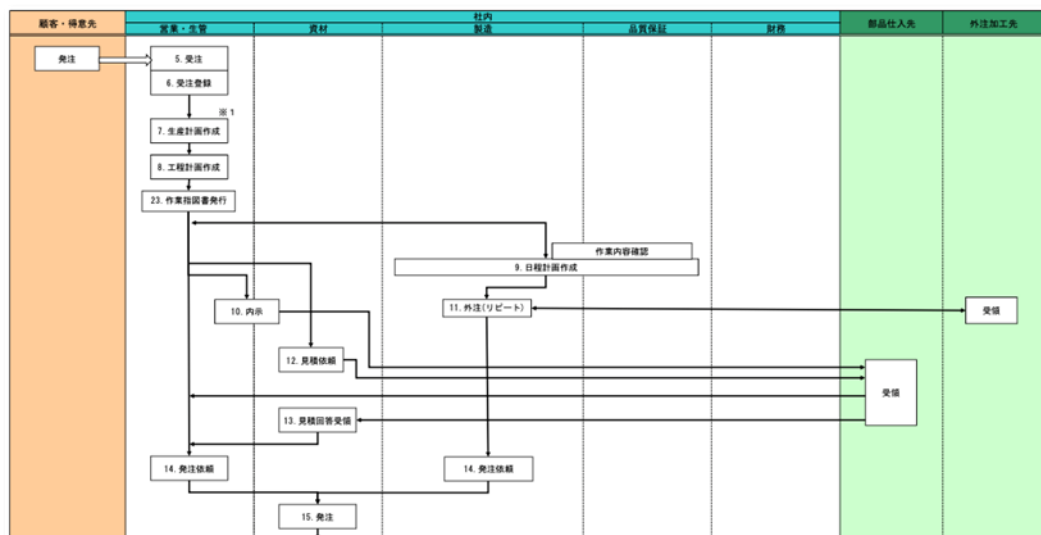 顧客・得意先
社内
営業・生管
資材
製造
品質保証
財務
部品仕入先
外注加工先
発注
5. 受注
6. 受注登録
※1
7. 生産計画作成
8. 工程計画作成
23. 作業指図書発行
作業内容確認
9. 日程計画作成
10. 内示
11. 外注(リピート)
受領
12. 見積依頼
受領
13. 見積回答受領
14. 発注依頼
14. 発注依頼
15. 発注